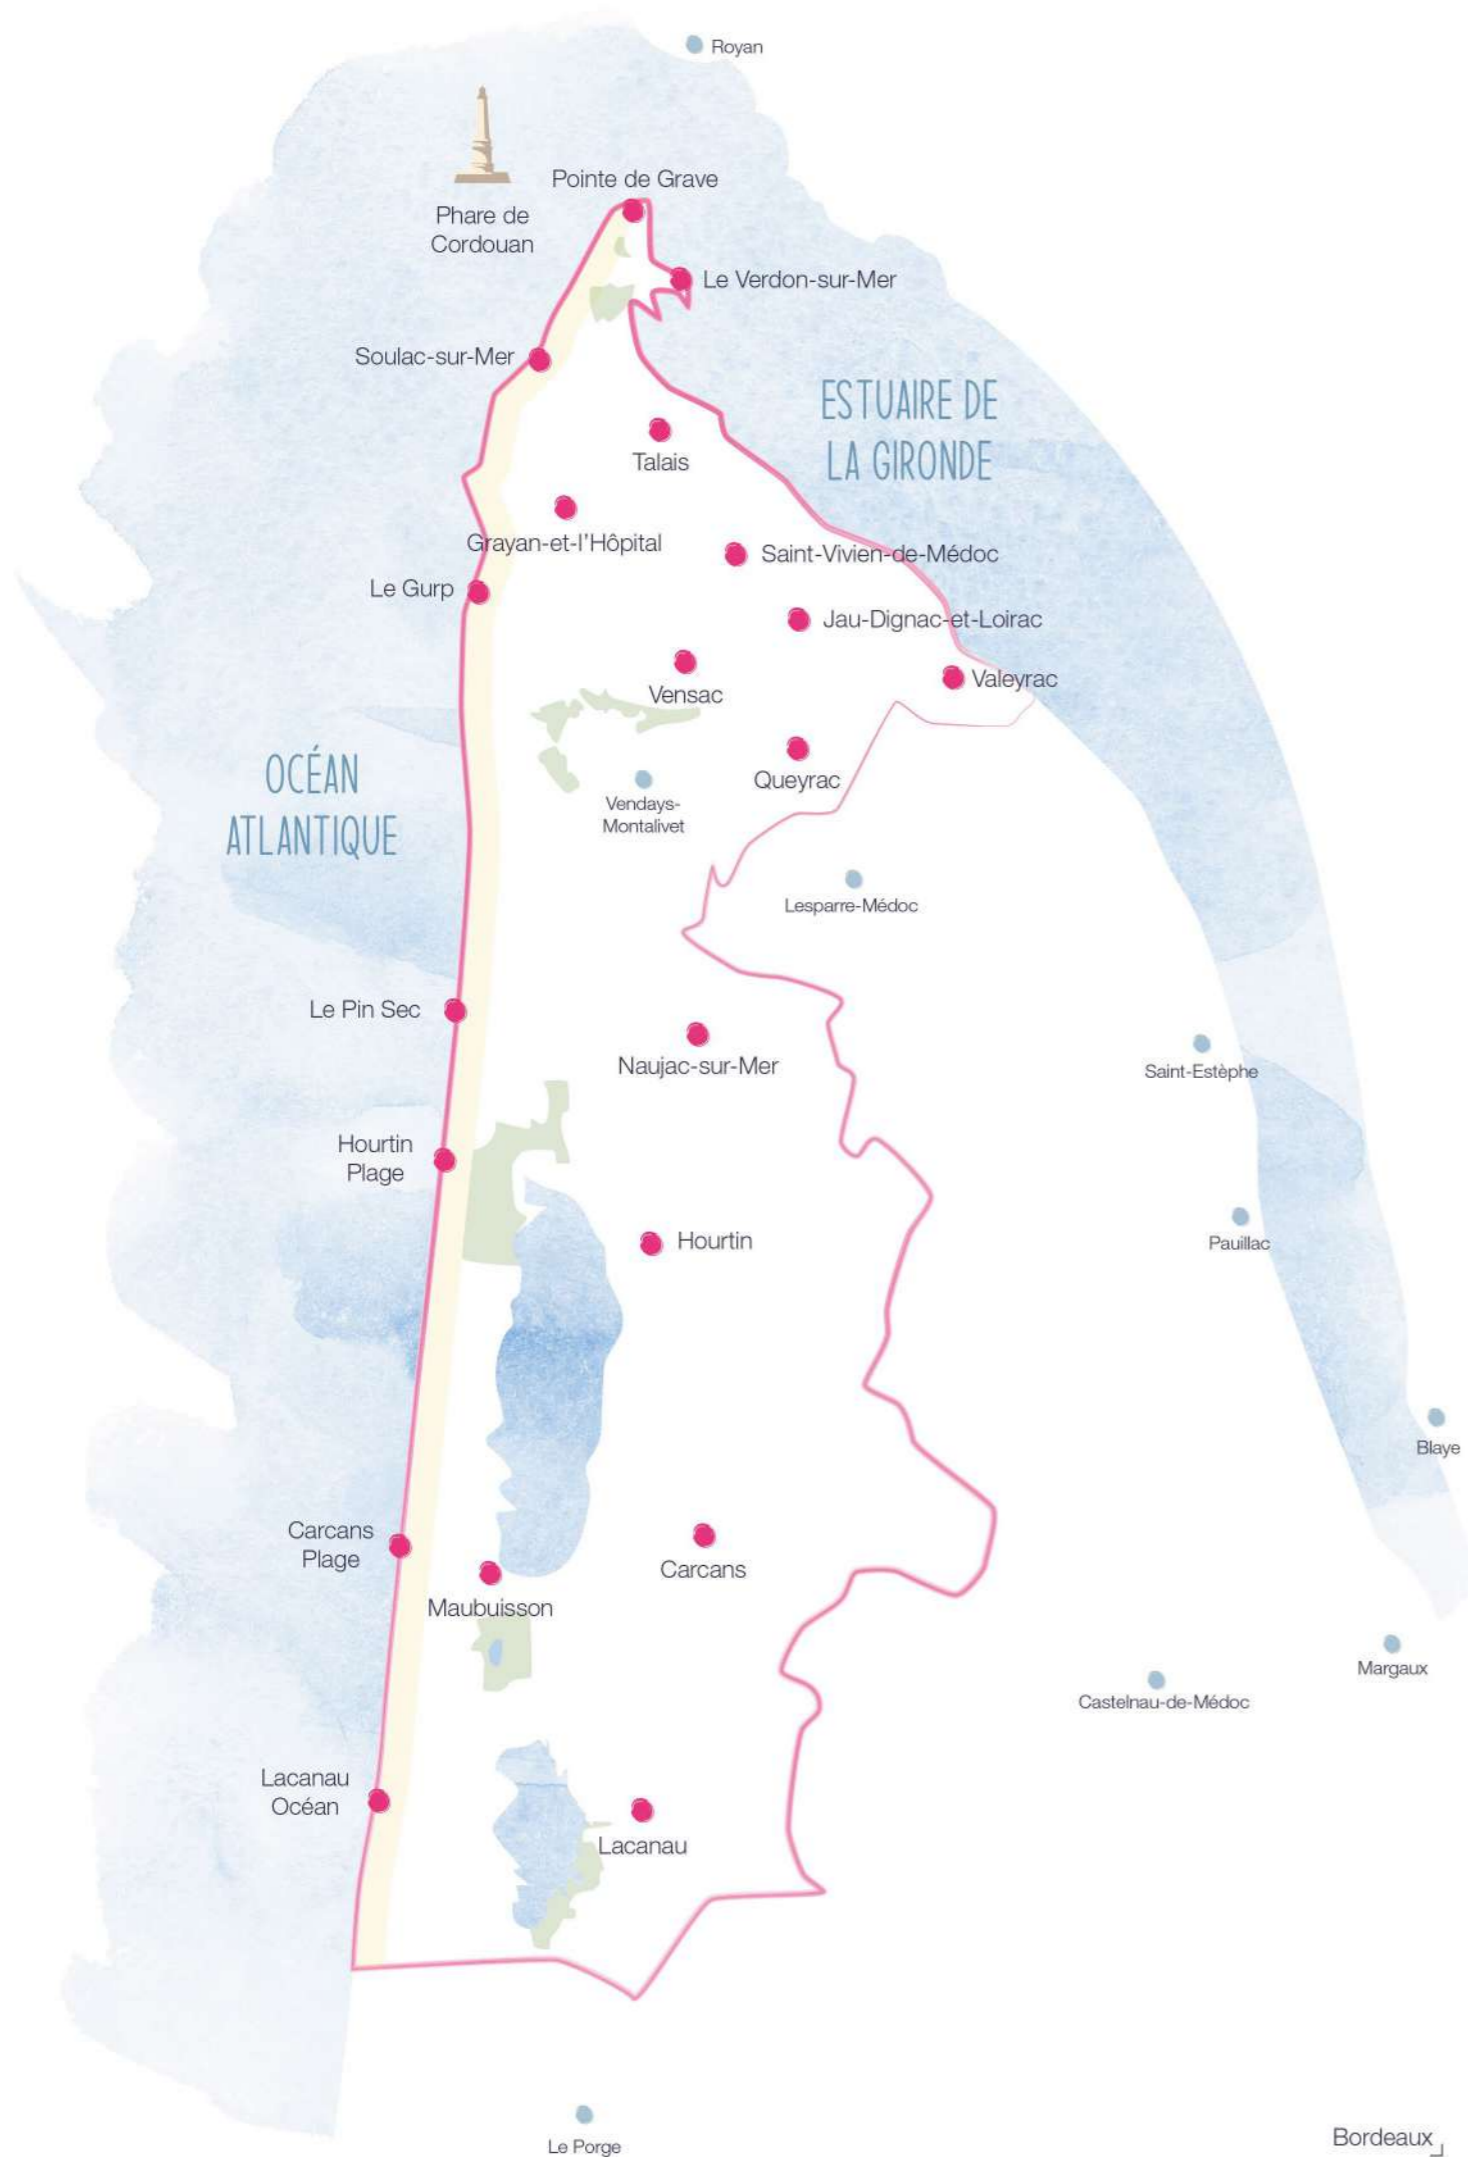 Royan
Pointe de Grave
Phare de
Cordouan
Le Verdon-sur-Mer
Soulac-sur-Mer
ESTUAIRE DE
LA GIRONDE
Talais
Grayan-et-l'Hôpital
Saint-Vivien-de-Médoc
Le Gurp
Jau-Dignac-et-Loirac
Vensac
Valeyrac
OCÉAN
ATLANTIQUE
Queyrac
Vendays-
Montalivet
Lesparre-Médoc
Le Pin Sec
Naujac-sur-Mer
Saint-Estèphe
Hourtin
Plage
Hourtin
Pauillac
Blaye
Carcans
Plage
Carcans
Maubuisson
Margaux
Castelnau-de-Médoc
Lacanau
Océan
Lacanau
Bordeaux
Le Porge